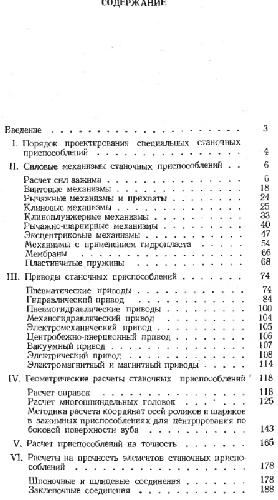 СОДЕРЖАНИЕ
Введение . . . . . . . . . . . . . . . 3
I. Порядок проектирования специальных станочных
приспособлений . . . . . . . . . . . . 4
II. Силовые механизмы станочных приспособлений . . 6
Расчет сил зажима . . . . . . . . . . . 6
Винтовые механизмы . . . . . . . . . . 18
Рычажные механизмы и прихваты . . . . . 24
Клиновые механизмы . . . . . . . . . . 25
Клиноплунжерные механизмы . . . . . . . 33
Рычажно-шарнирные механизмы . . . . . . 40
Эксцентриковые механизмы . . . . . . . . 47
Механизмы с применением гидропласта . . . 54
Мембраны . . . . . . . . . . . . . . 66
Пластинчатые пружины . . . . . . . . . 68
III. Приводы станочных приспособлений . . . . . 74
Пневматические приводы . . . . . . . . . 74
Гидравлический привод . . . . . . . . . 84
Пневмогидравлические приводы . . . . . . 100
Механогидравлический привод . . . . . . . 104
Электромеханический привод . . . . . . . 105
Центробежно-инерционный привод . . . . . 106
Вакуумный привод . . . . . . . . . . . 107
Электрический привод . . . . . . . . . 108
Электромагнитный и магнитный приводы . . . 114
IV. Геометрические расчеты станочных приспособлений 118
Расчет оправок . . . . . . . . . . . . 118
Расчет многошпиндельных головок . . . . . 125
Методика расчета координат осей роликов и шариков
в зажимных приспособлениях для центрирования по
боковой поверхности зуба . . . . . . . . 143
V. Расчет приспособлений на точность . . . . . 165
VI. Расчеты на прочность элементов станочных приспо-
соблений . . . . . . . . . . . . . . 178
Шпоночные и шлицевые соединения . . . . . 178
Заклепочные соединения . . . . . . . . . 188